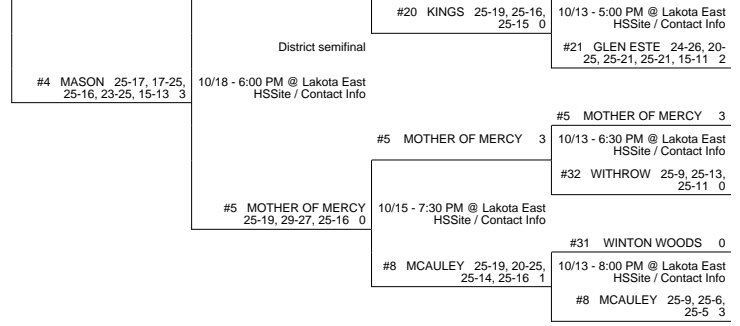 #20 KINGS 25-19, 25-16,
25-15 0
10/13 - 5:00 PM @ Lakota East
HSSite / Contact Info
District semifinal
#21 GLEN ESTE 24-26, 20-
25, 25-21, 25-21, 15-11 2
#4 MASON 25-17, 17-25,
25-16, 23-25, 15-13 3
10/18 - 6:00 PM @ Lakota East
HSSite / Contact Info
#5 MOTHER OF MERCY 3
#5 MOTHER OF MERCY 3
10/13 - 6:30 PM @ Lakota East
HSSite / Contact Info
#32 WITHROW 25-9, 25-13,
25-11 0
#5 MOTHER OF MERCY
25-19, 29-27, 25-16 0
10/15 - 7:30 PM @ Lakota East
HSSite / Contact Info
#31 WINTON WOODS 0
#8 MCAULEY 25-19, 20-25,
25-14, 25-16 1
10/13 - 8:00 PM @ Lakota East
HSSite / Contact Info
#8 MCAULEY 25-9, 25-6,
25-5 3